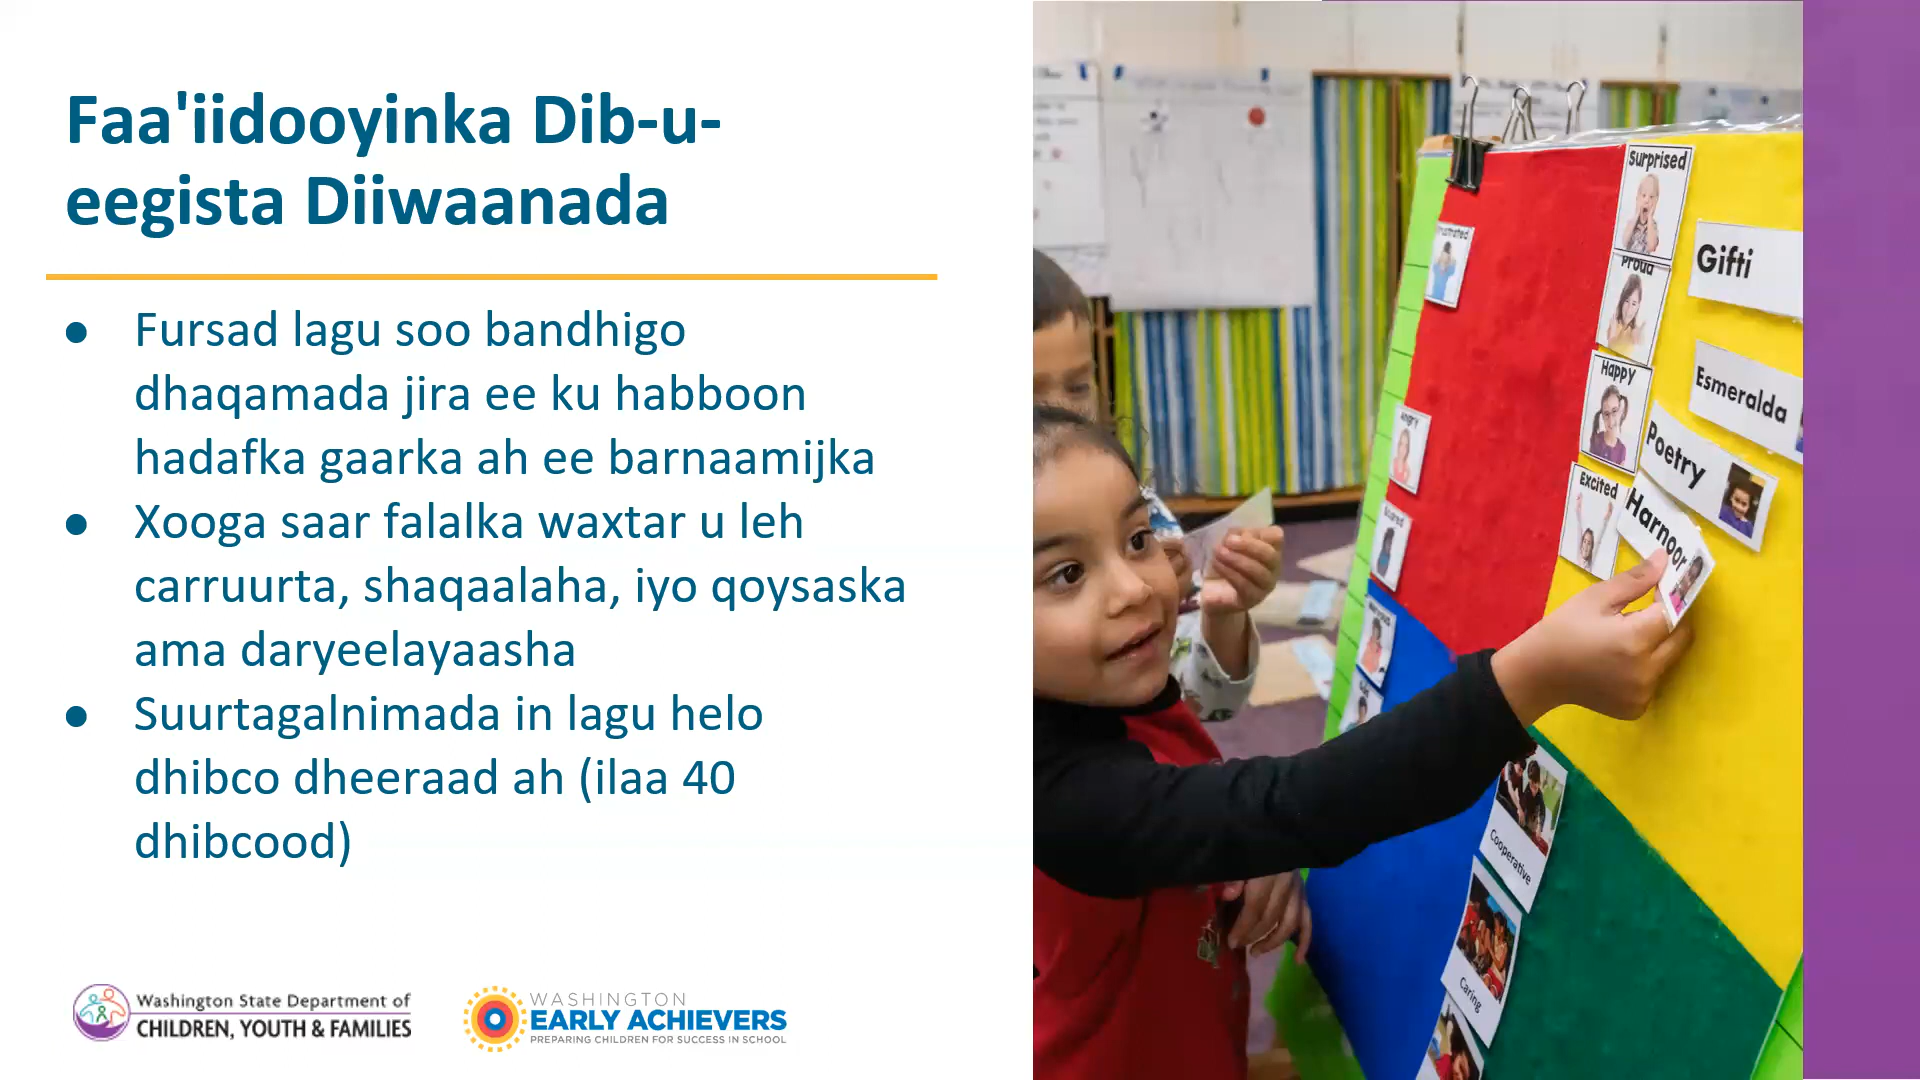 Faa'iidooyinka Dib-u-
eegista Diiwaanada
● Fursad lagu soo bandhigo
dhaqamada jira ee ku habboon
hadafka gaarka ah ee barnaamijka
● Xooga saar falalka waxtar u leh
carruurta, shaqaalaha, iyo qoysaska
ama daryeelayaasha
● Suurtagalnimada in lagu helo
dhibco dheeraad ah (ilaa 40
dhibcood)
Washington State Department of
CHILDREN, YOUTH & FAMILIES
WASHINGTON
EARLY ACHIEVERS
PREPARING CHILDREN FOR SUCCESS IN SCHOOL
Surprised
Proud
Happy
Excited
Angry
Gifti
Esmeralda
Poetry
Harnoor
Cooperative
Caring